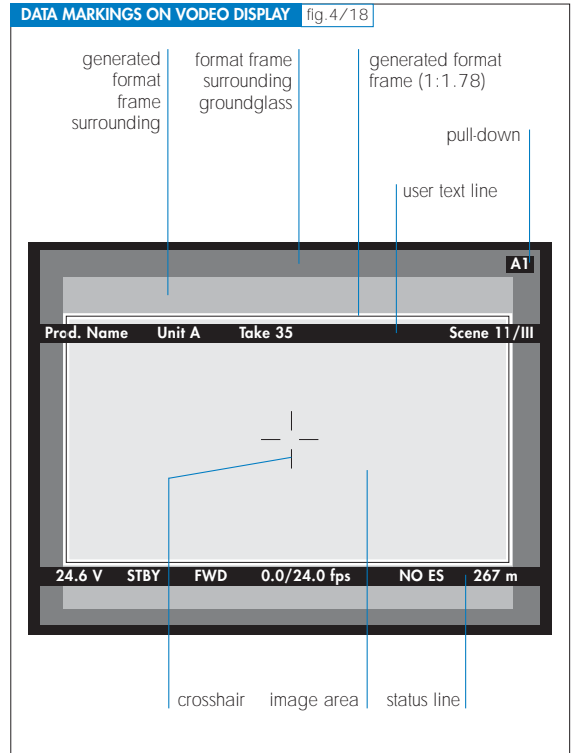 DATA MARKINGS ON VODEO DISPLAY fig.4/18
generated
format
frame
surrounding
format frame
surrounding
groundglass
generated format
frame (1:1.78)
pull-down
user text line
A1
Prod. Name Unit A Take 35 Scene 11/III
24.6 V STBY FWD 0.0/24.0 fps NO ES 267 m
crosshair image area status line